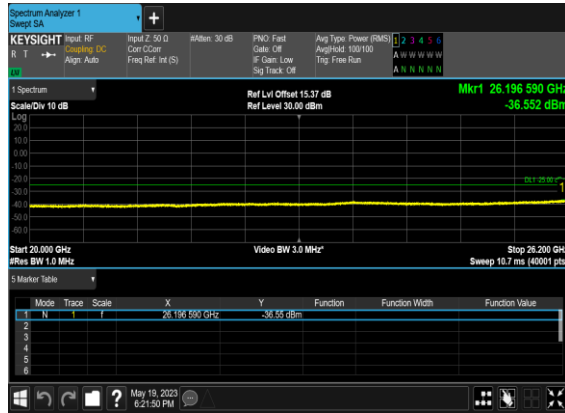 Spectrum Analyzer 1
Swept SA
+
KEYSIGHT
R T
LW
Input: RF
Coupling: DC
Align: Auto
Input Z: 50 Ω
Corr CCorr
Freq Ref: Int (S)
#Atten: 30 dB
PNO: Fast
Gate: Off
IF Gain: Low
Sig Track: Off
Avg Type: Power (RMS)
Avg|Hold: 100/100
Trig: Free Run
1 2 3 4 5 6
A W W W W W
A N N N N N
1 Spectrum
Scale/Div 10 dB
Log
Ref Lvl Offset 15.37 dB
Ref Level 30.00 dBm
Mkr1 26.196 590 GHz
-36.552 dBm
20.0
10.0
0.00
-10.0
-20.0
-30.0
-40.0
-50.0
-60.0
DL1 -25.00
1
Start 20.000 GHz
#Res BW 1.0 MHz
Video BW 3.0 MHz*
Stop 26.200 GHz
Sweep 10.7 ms (40001 pts
5 Marker Table
Mode Trace Scale X Y Function Function Width Function Value
1 N 1 f 26.196 590 GHz -36.55 dBm
2
3
4
5
6
?
May 19, 2023
6:21:50 PM